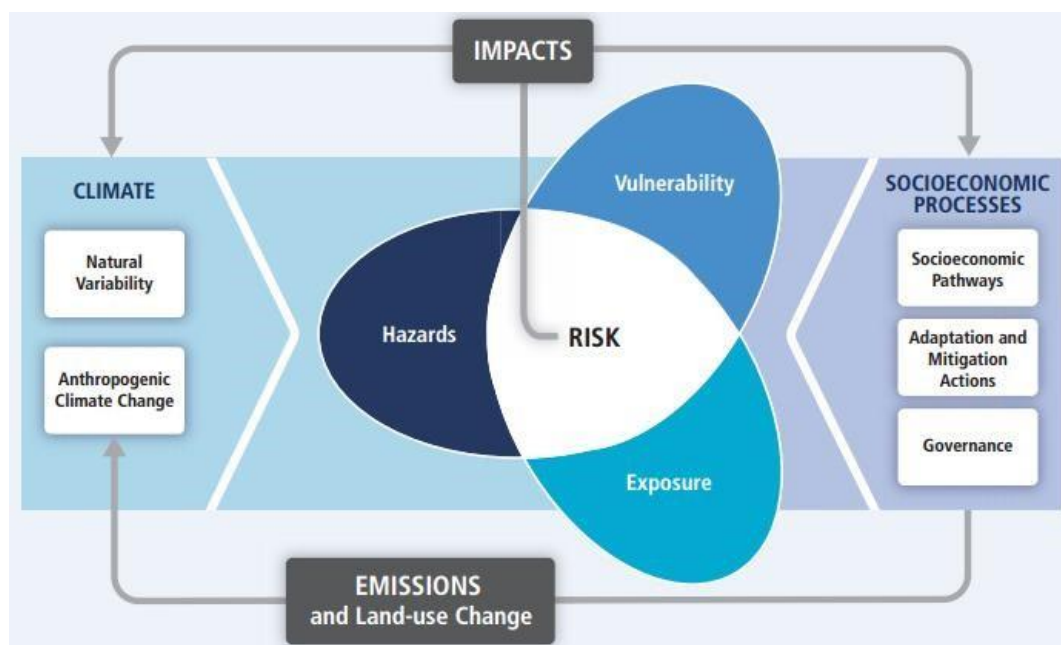 IMPACTS
CLIMATE
Natural
Variability
Anthropogenic
Climate Change
Vulnerability
Hazards
RISK
Exposure
SOCIOECONOMIC
PROCESSES
Socioeconomic
Pathways
Adaptation and
Mitigation
Actions
Governance
EMISSIONS
and Land-use Change